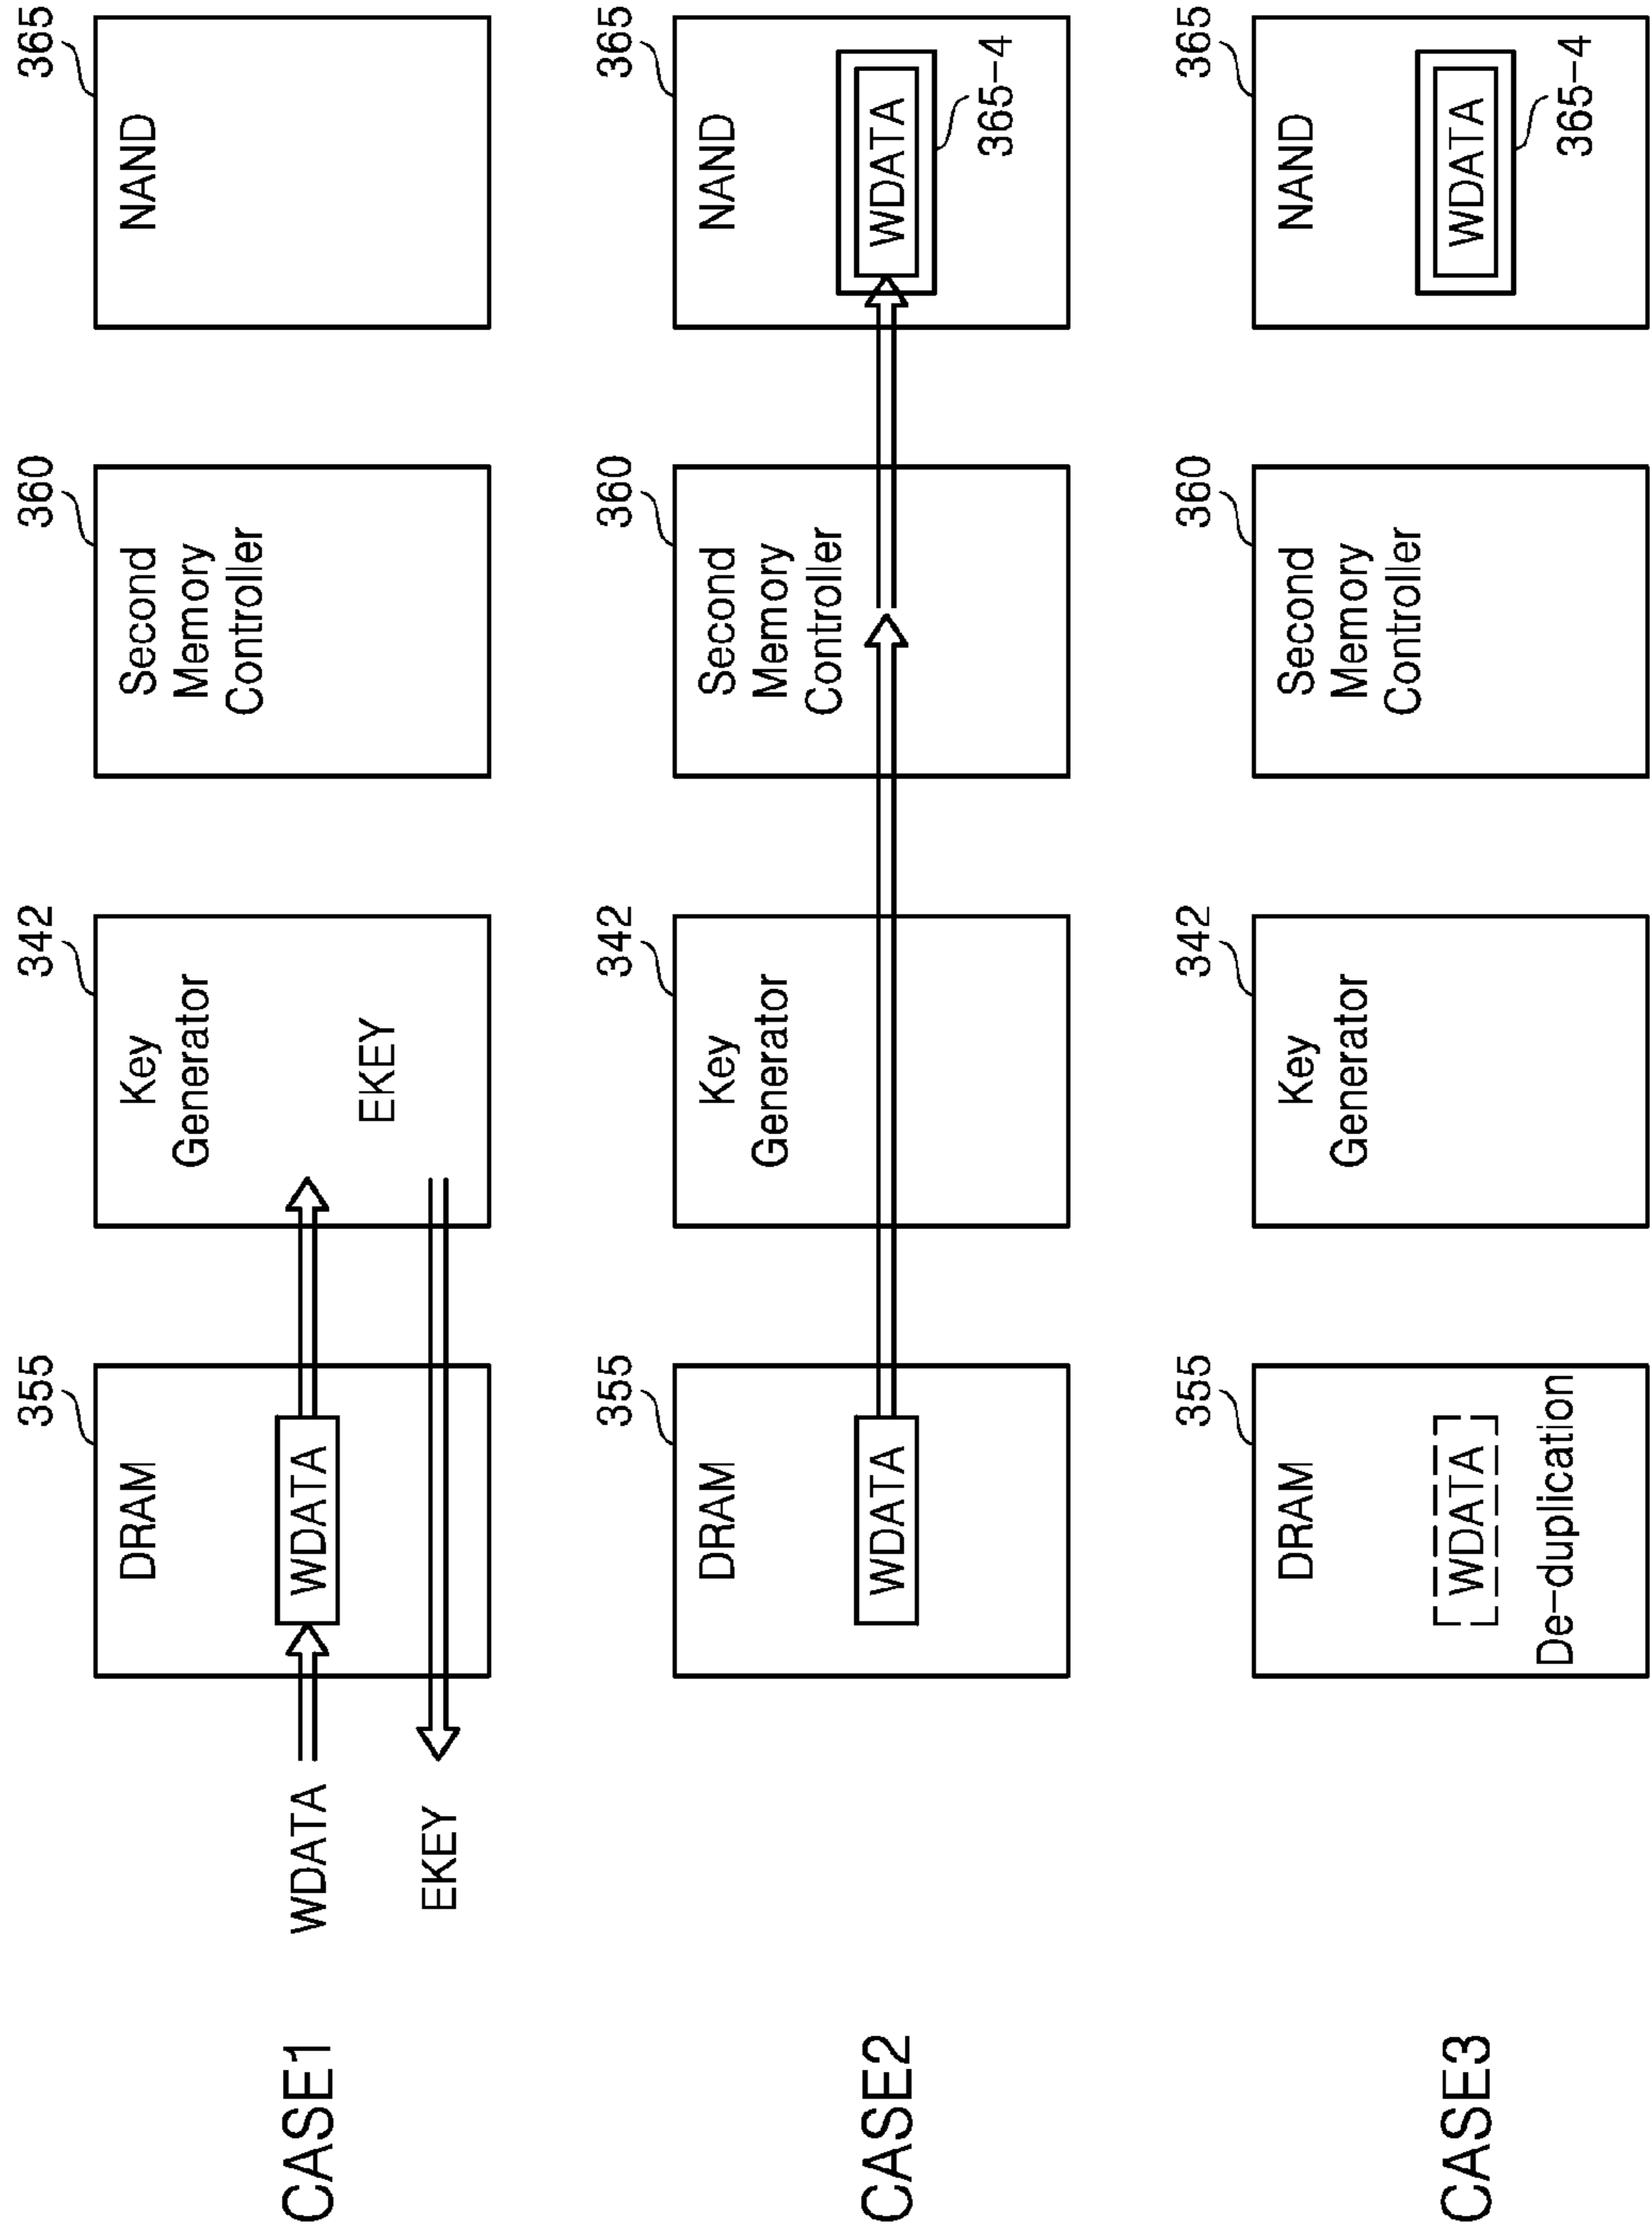 CASE1
355
342
360
365
DRAM
Key
Generator
Second
Memory
Controller
NAND
WDATA
WDATA
EKEY
EKEY
CASE2
355
342
360
365
DRAM
Key
Generator
Second
Memory
Controller
NAND
WDATA
WDATA
365-4
CASE3
355
342
360
365
DRAM
Key
Generator
Second
Memory
Controller
NAND
WDATA
WDATA
De-duplication
365-4